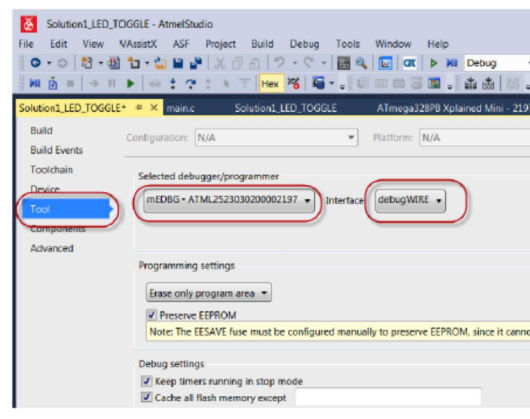 Solution1_LED_TOGGLE - AtmelStudio
File Edit View VAssistX ASF Project Build Debug Tools Window Help
Debug
Hex
Solution1_LED_TOGGLE* main.c Solution1_LED_TOGGLE ATmega328PB Xplained Mini - 219
Build
Configuration: N/A Platform: N/A
Build Events
Toolchain
Selected debugger/programmer
Device
mEDBG • ATML2523030200002197 Interface debugWIRE
Tool
Components
Advanced
Programming settings
Erase only program area
Preserve EEPROM
Note: The EESAVE fuse must be configured manually to preserve EEPROM, since it canno
Debug settings
Keep timers running in stop mode
Cache all flash memory except